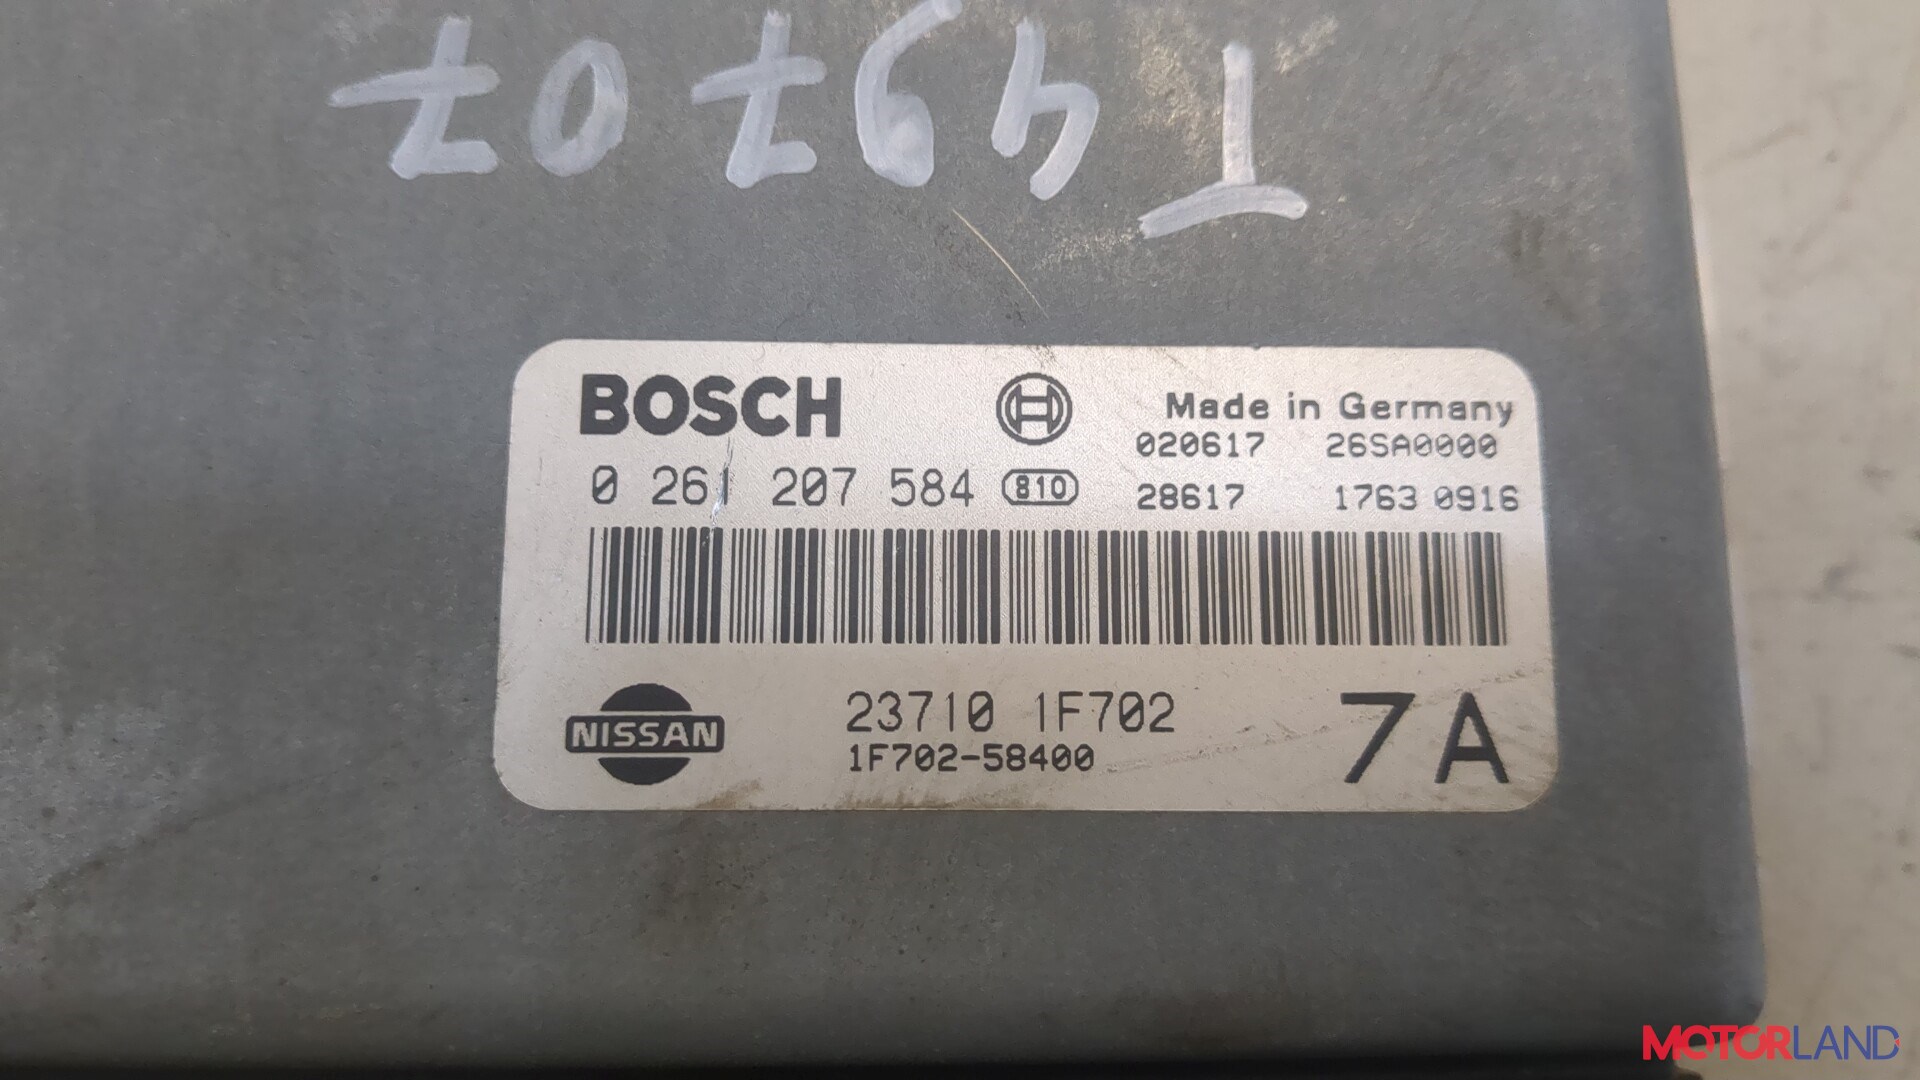 T49707
BOSCH
Made in Germany
020617 26SA0000
0 261 207 584 810 28617 1763 0916
NISSAN
23710 1F702
1F702-58400
7A
MOTORLAND